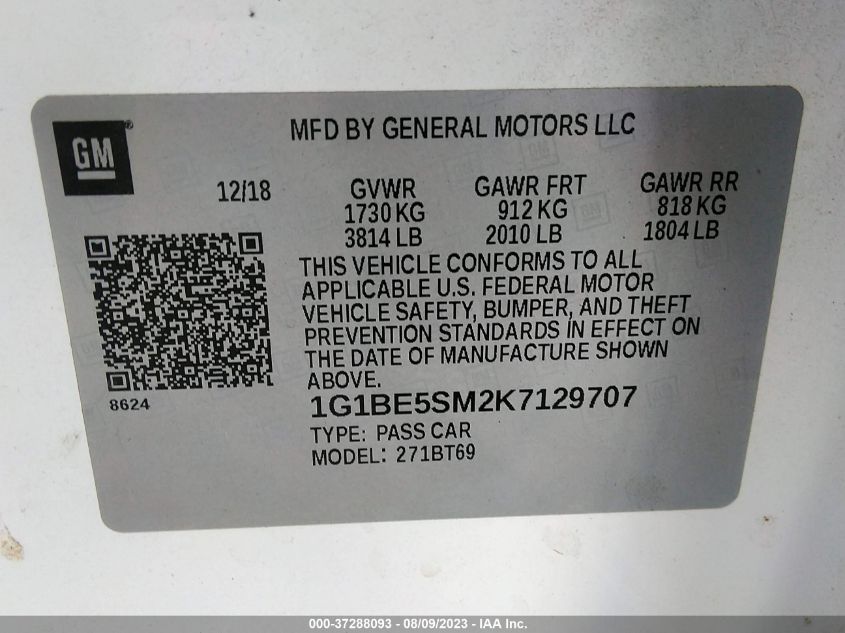 GM®
MFD BY GENERAL MOTORS LLC
12/18 GVWR GAWR FRT GAWR RR
1730 KG 912 KG 818 KG
3814 LB 2010 LB 1804 LB
THIS VEHICLE CONFORMS TO ALL
APPLICABLE U.S. FEDERAL MOTOR
VEHICLE SAFETY, BUMPER, AND THEFT
PREVENTION STANDARDS IN EFFECT ON
THE DATE OF MANUFACTURE SHOWN
ABOVE.
8624
1G1BE5SM2K7129707
TYPE: PASS CAR
MODEL: 271BT69
000-37288093 - 08/09/2023 - IAA Inc.